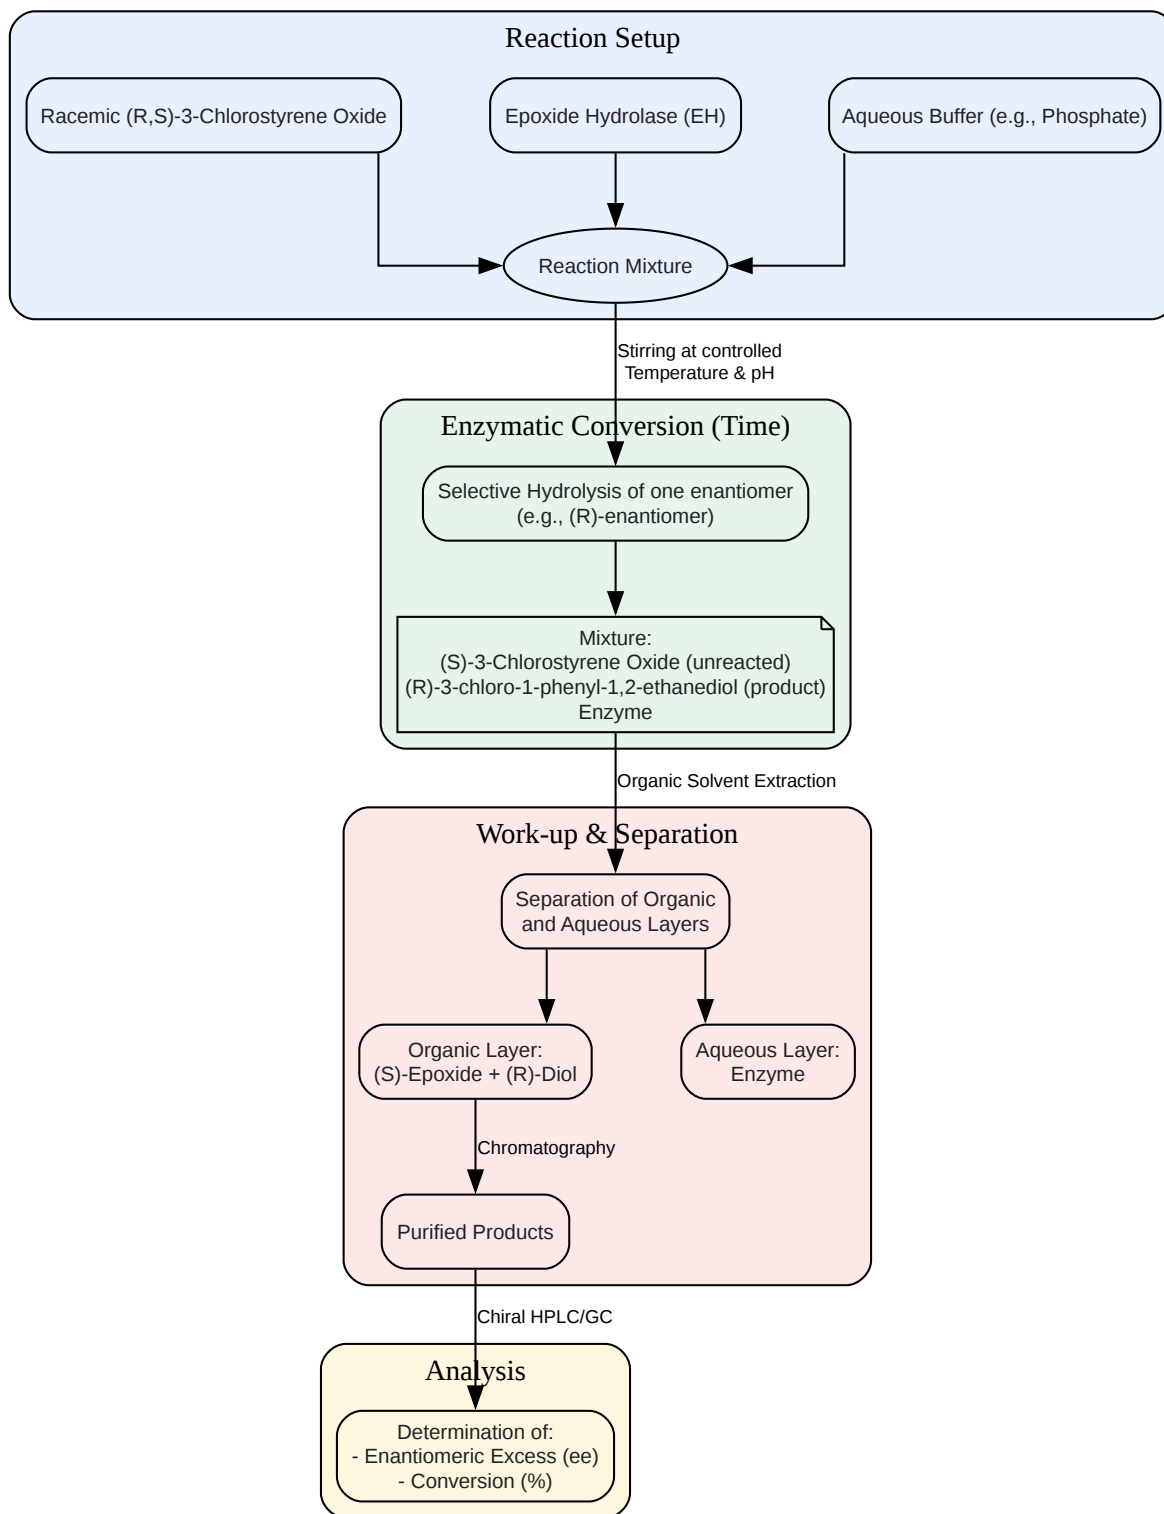 Reaction Setup
Racemic (R,S)-3-Chlorostyrene Oxide
Epoxide Hydrolase (EH)
Aqueous Buffer (e.g., Phosphate)
Reaction Mixture
Stirring at controlled
Temperature & pH
Enzymatic Conversion (Time)
Selective Hydrolysis of one enantiomer
(e.g., (R)-enantiomer)
Mixture:
(S)-3-Chlorostyrene Oxide (unreacted)
(R)-3-chloro-1-phenyl-1,2-ethanediol (product)
Enzyme
Organic Solvent Extraction
Work-up & Separation
Separation of Organic
and Aqueous Layers
Organic Layer:
(S)-Epoxide + (R)-Diol
Aqueous Layer:
Enzyme
Chromatography
Purified Products
Chiral HPLC/GC
Analysis
Determination of:
- Enantiomeric Excess (ee)
- Conversion (%)